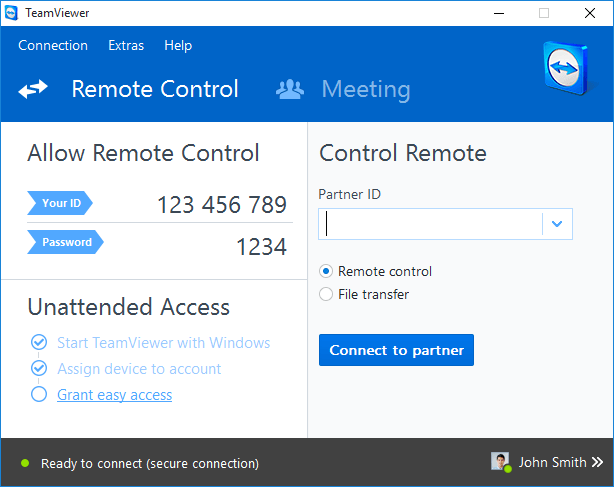 TeamViewer
Connection Extras Help
Remote Control Meeting
Allow Remote Control
Your ID 123 456 789
Password 1234
Unattended Access
Start TeamViewer with Windows
Assign device to account
Grant easy access
Control Remote
Partner ID
Remote control
File transfer
Connect to partner
Ready to connect (secure connection)
John Smith